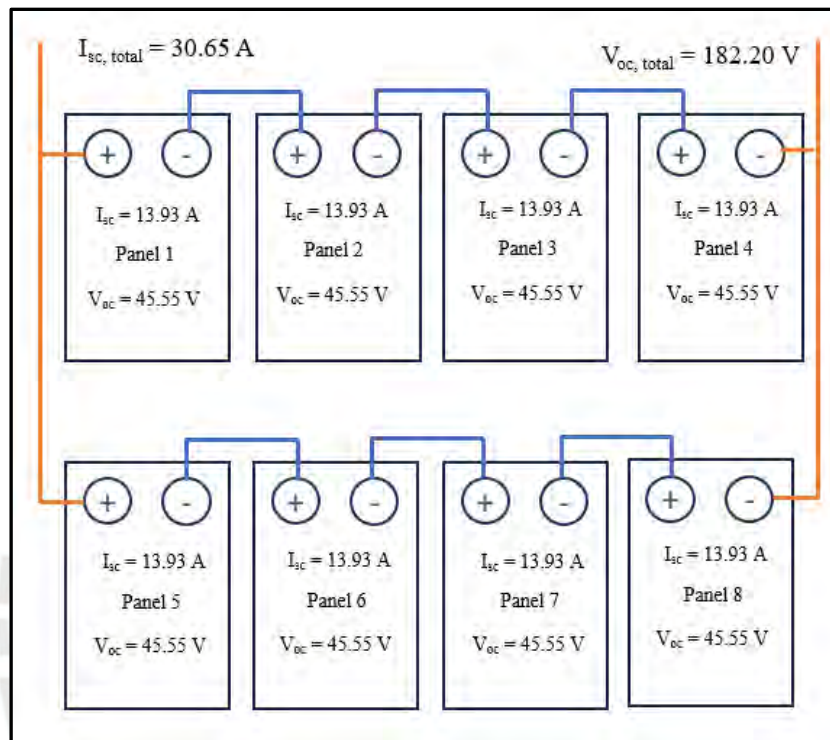 I_sc, total = 30.65 A
V_oc, total = 182.20 V
+ - + - + - + -
I_sc = 13.93 A I_sc = 13.93 A I_sc = 13.93 A I_sc = 13.93 A
Panel 1 Panel 2 Panel 3 Panel 4
V_oc = 45.55 V V_oc = 45.55 V V_oc = 45.55 V V_oc = 45.55 V
+ - + - + - + -
I_sc = 13.93 A I_sc = 13.93 A I_sc = 13.93 A I_sc = 13.93 A
Panel 5 Panel 6 Panel 7 Panel 8
V_oc = 45.55 V V_oc = 45.55 V V_oc = 45.55 V V_oc = 45.55 V